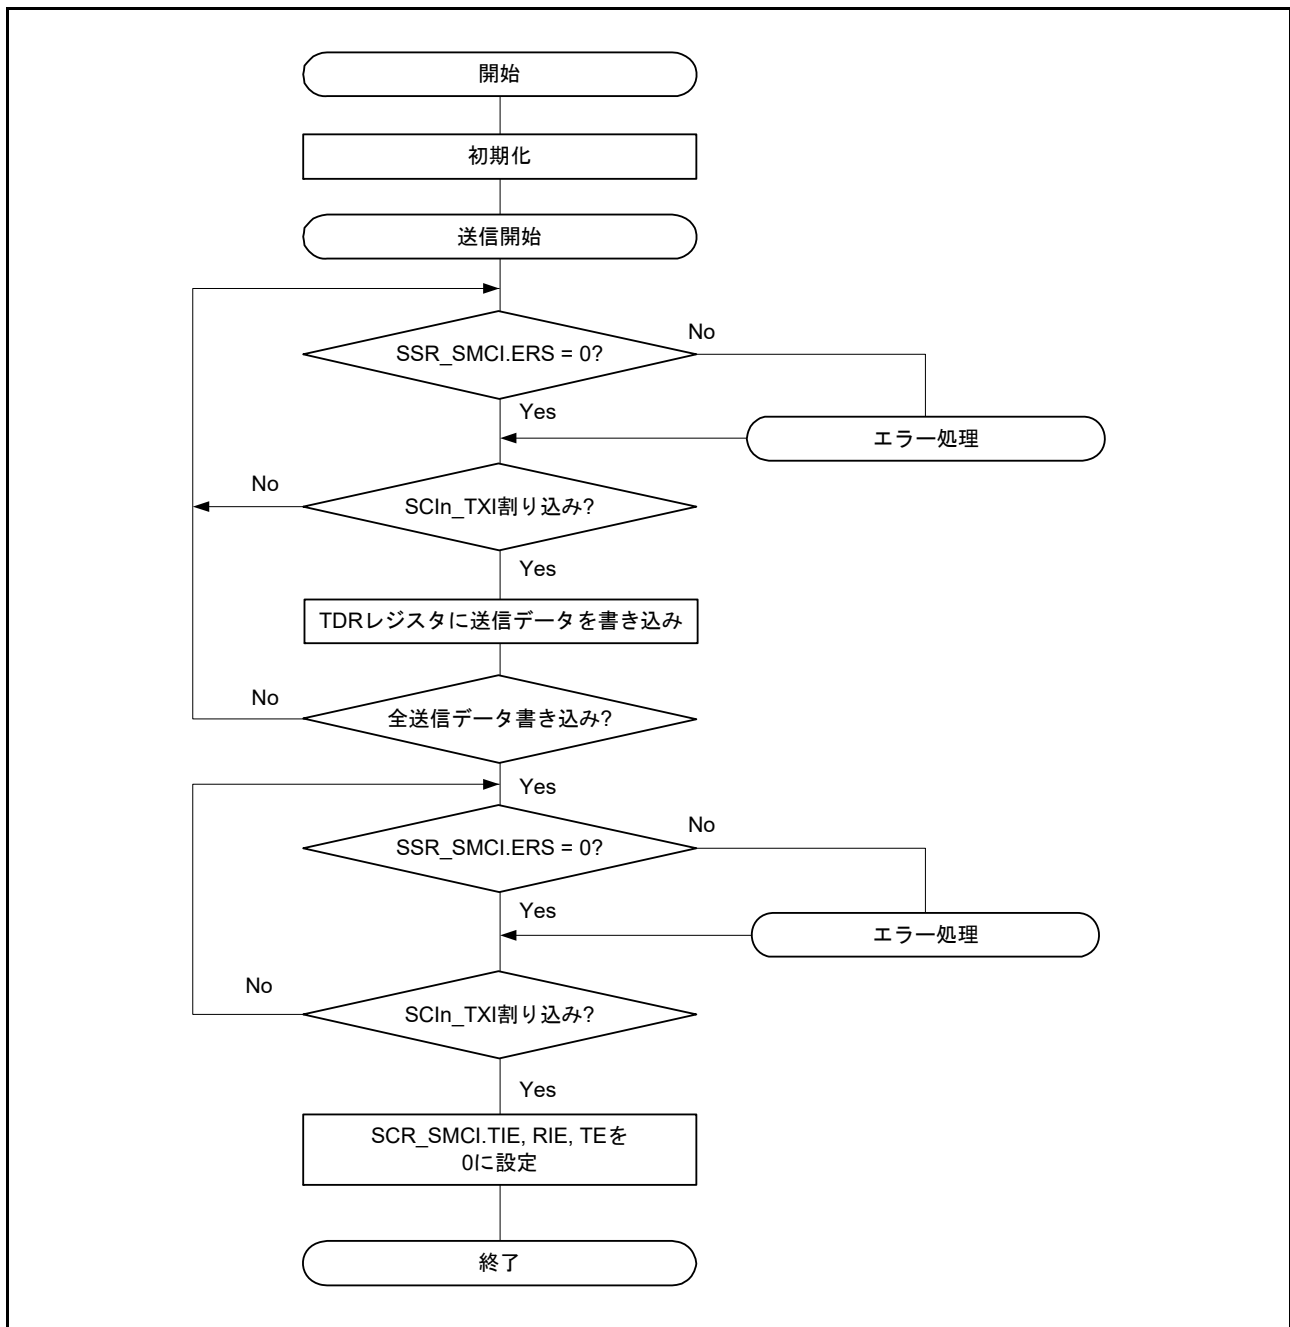 開始
初期化
送信開始
SSR_SMCI.ERS = 0?
No
Yes
エラー処理
SCIn_TXI割り込み?
No
Yes
TDRレジスタに送信データを書き込み
全送信データ書き込み?
No
Yes
SSR_SMCI.ERS = 0?
No
Yes
エラー処理
SCIn_TXI割り込み?
No
Yes
SCR_SMCI.TIE, RIE, TEを
0に設定
終了